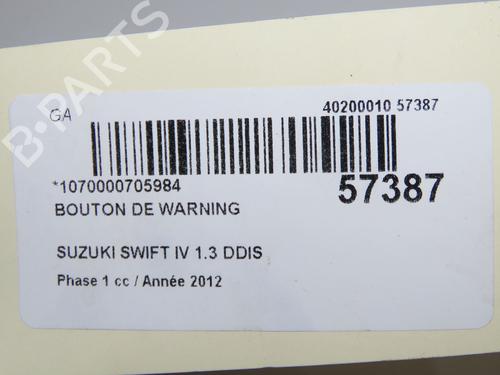 B-PARTS
GA
40200010 57387
*1070000705984
57387
BOUTON DE WARNING
SUZUKI SWIFT IV 1.3 DDIS
Phase 1 cc / Année 2012